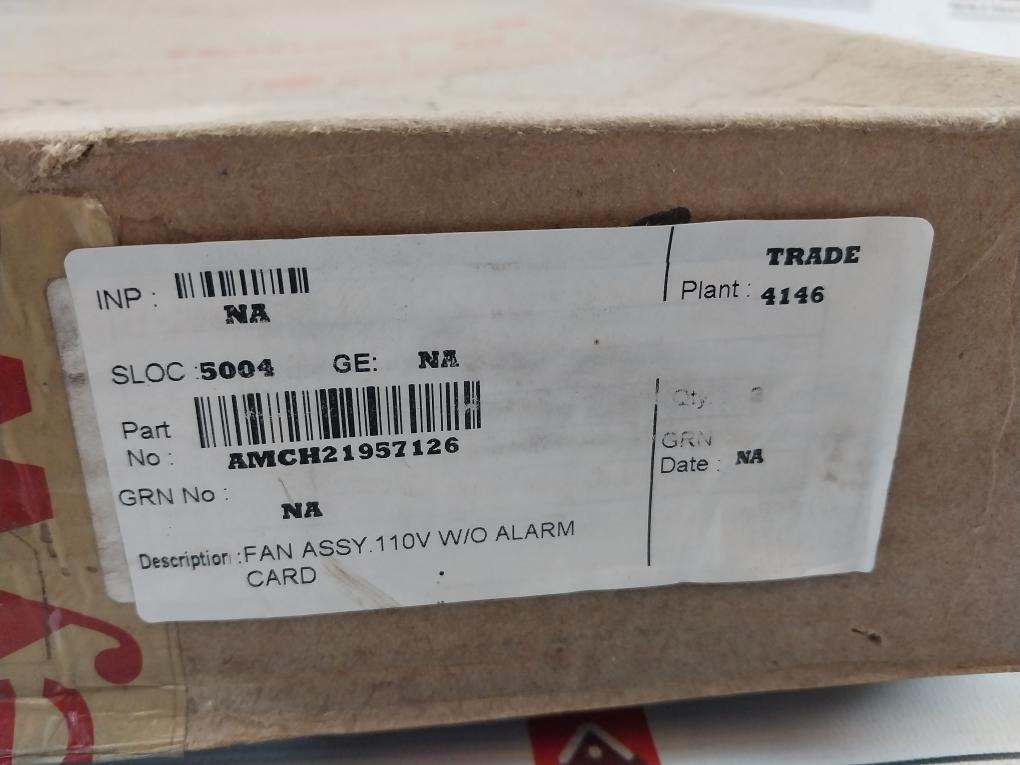 INP :
NA
TRADE
Plant : 4146
SLOC :5004 GE: NA
Part
No :
AMCH21957126
Qty.
GRN
Date : NA
GRN No :
NA
Description :FAN ASSY.110V W/O ALARM
CARD